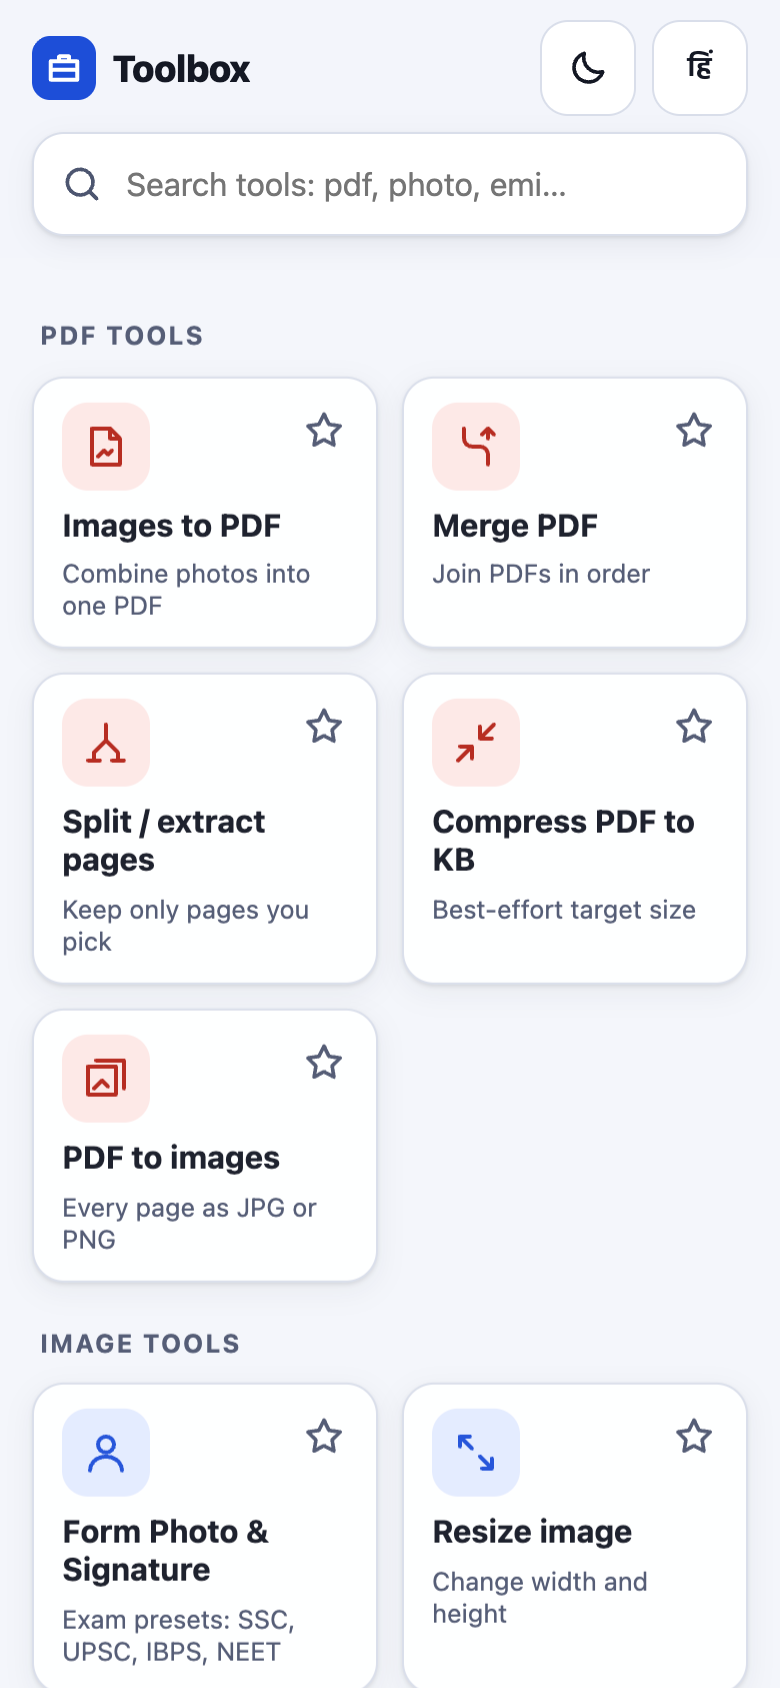 Toolbox
हिं
Search tools: pdf, photo, emi...
PDF TOOLS
Images to PDF
Combine photos into
one PDF
Merge PDF
Join PDFs in order
Split / extract
pages
Keep only pages you
pick
Compress PDF to
KB
Best-effort target size
PDF to images
Every page as JPG or
PNG
IMAGE TOOLS
Form Photo &
Signature
Exam presets: SSC,
UPSC, IBPS, NEET
Resize image
Change width and
height